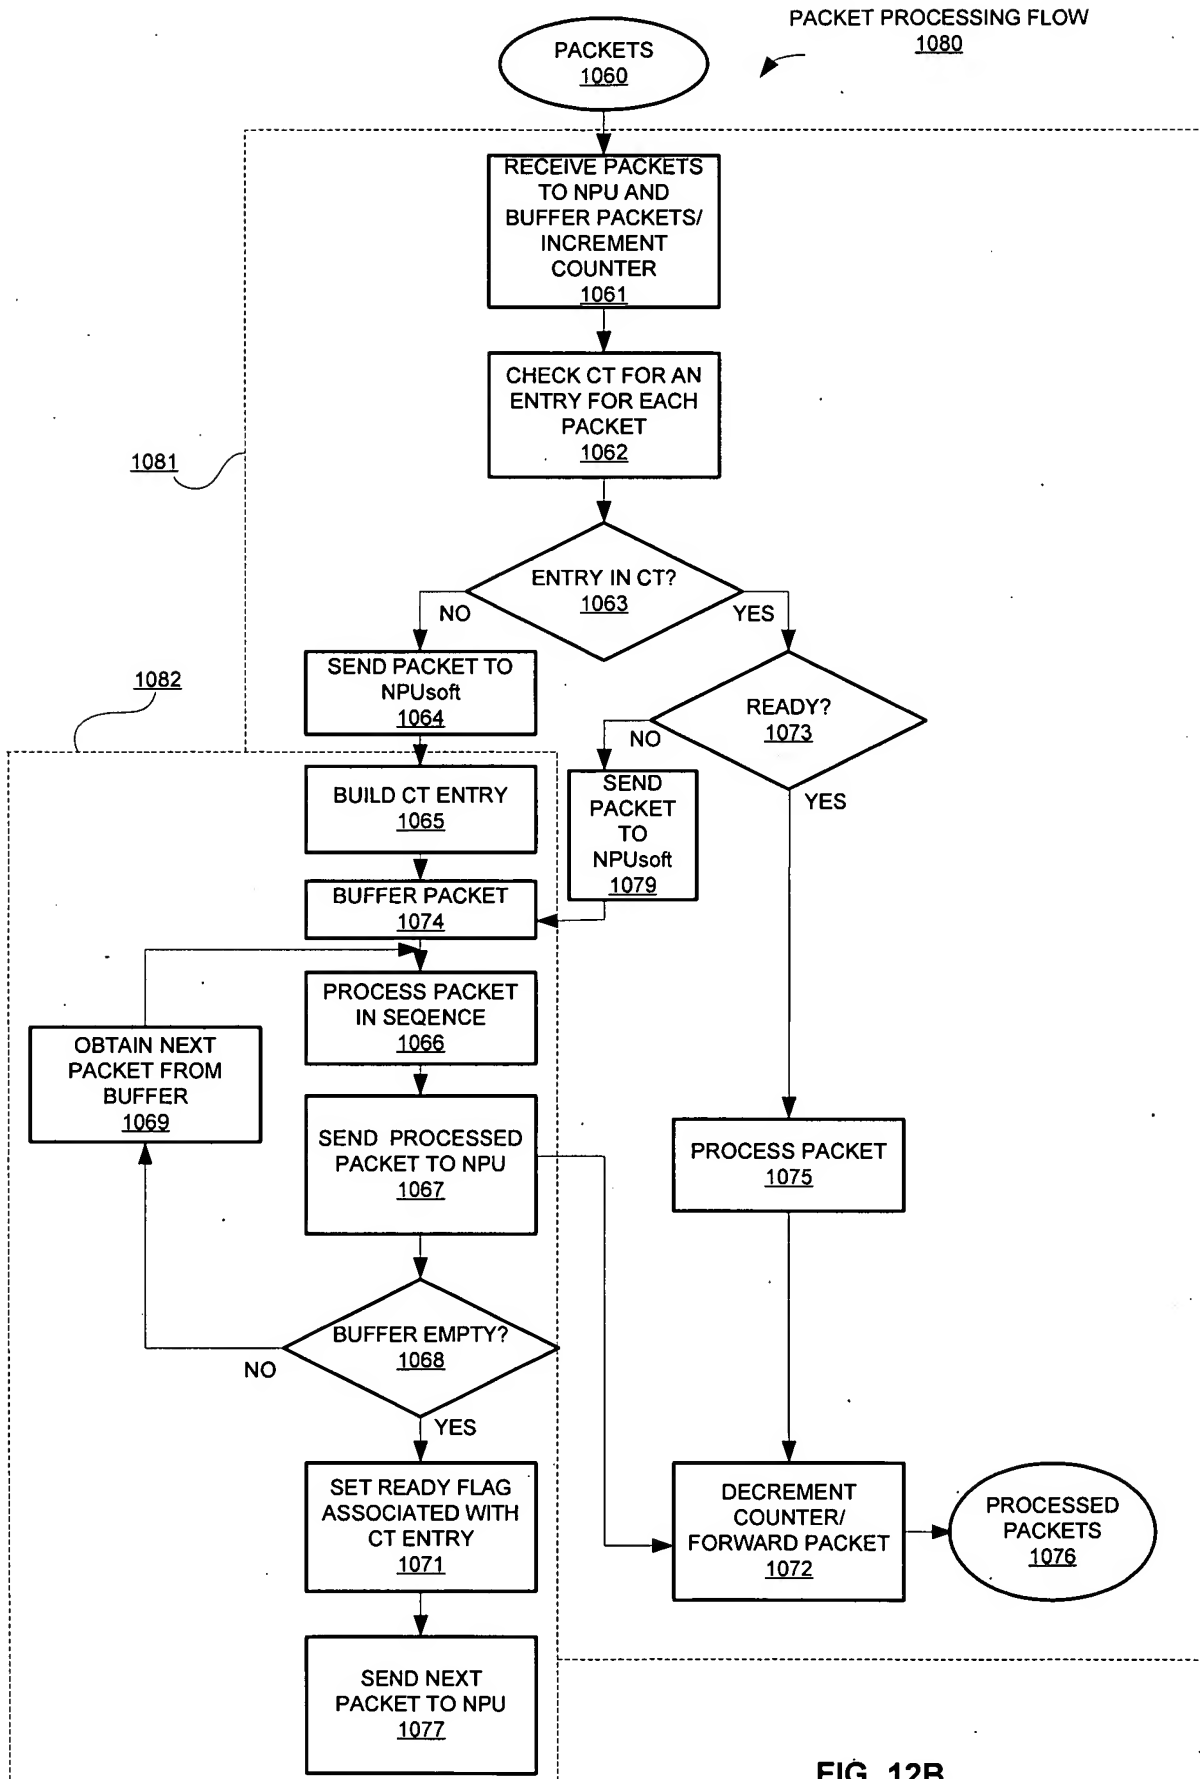 PACKET PROCESSING FLOW
1080
PACKETS
1060
RECEIVE PACKETS
TO NPU AND
BUFFER PACKETS/
INCREMENT
COUNTER
1061
CHECK CT FOR AN
ENTRY FOR EACH
PACKET
1062
1081
ENTRY IN CT?
1063
NO
YES
SEND PACKET TO
NPUsoft
1064
1082
READY?
1073
NO
YES
BUILD CT ENTRY
1065
SEND
PACKET
TO
NPUsoft
1079
BUFFER PACKET
1074
PROCESS PACKET
IN SEQENCE
1066
OBTAIN NEXT
PACKET FROM
BUFFER
1069
SEND PROCESSED
PACKET TO NPU
1067
PROCESS PACKET
1075
BUFFER EMPTY?
1068
NO
YES
SET READY FLAG
ASSOCIATED WITH
CT ENTRY
1071
DECREMENT
COUNTER/
FORWARD PACKET
1072
PROCESSED
PACKETS
1076
SEND NEXT
PACKET TO NPU
1077
FIG. 12B